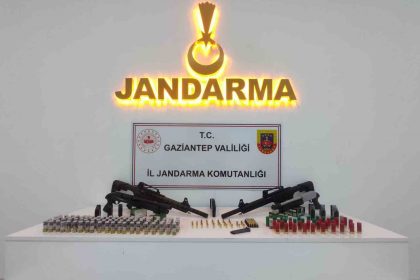 JANDARMA
T.C.
GAZİANTEP VALİLİĞİ
İL JANDARMA KOMUTANLIĞI